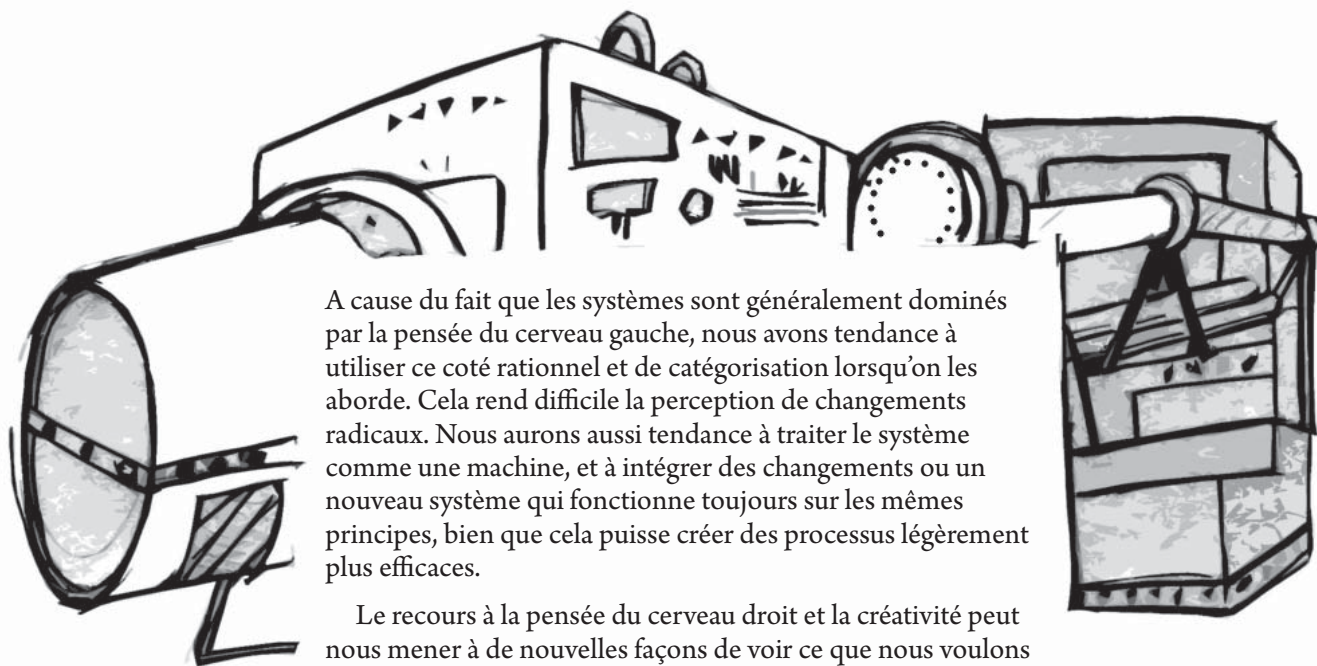 A cause du fait que les systèmes sont généralement dominés
par la pensée du cerveau gauche, nous avons tendance à
utiliser ce coté rationnel et de catégorisation lorsqu'on les
aborde. Cela rend difficile la perception de changements
radicaux. Nous aurons aussi tendance à traiter le système
comme une machine, et à intégrer des changements ou un
nouveau système qui fonctionne toujours sur les mêmes
principes, bien que cela puisse créer des processus légèrement
plus efficaces.
Le recours à la pensée du cerveau droit et la créativité peut
nous mener à de nouvelles façons de voir ce que nous voulons